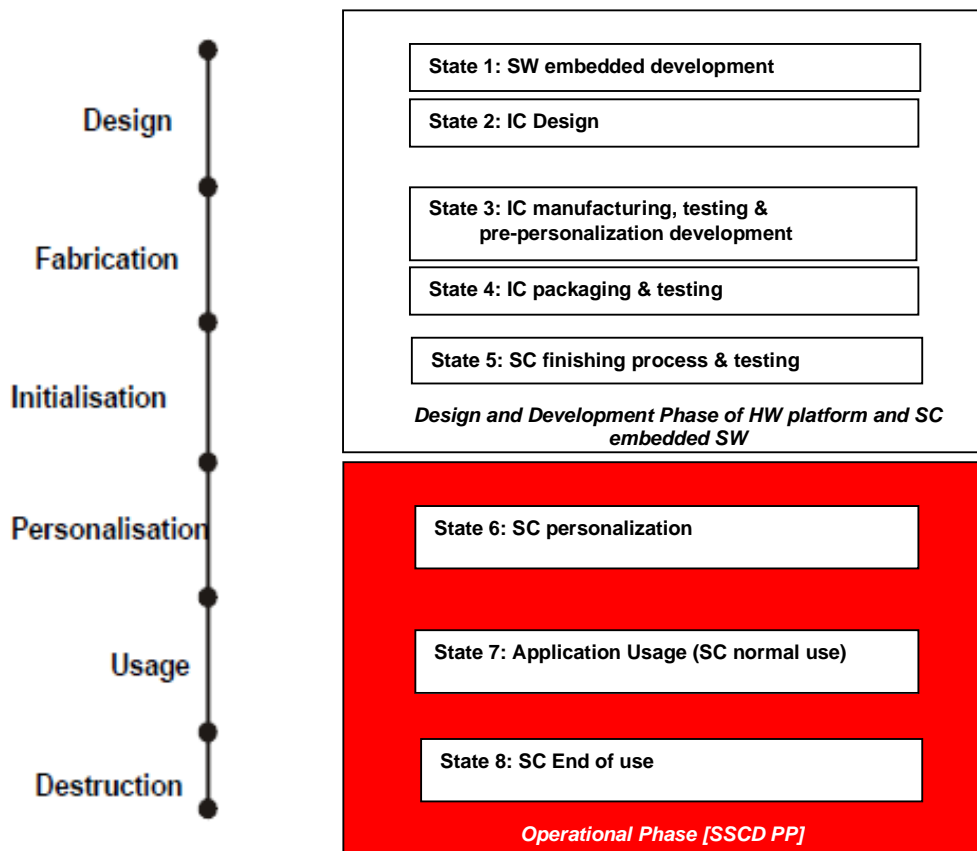 Design
Fabrication
Initialisation
Personalisation
Usage
Destruction
State 1: SW embedded development
State 2: IC Design
State 3: IC manufacturing, testing &
pre-personalization development
State 4: IC packaging & testing
State 5: SC finishing process & testing
Design and Development Phase of HW platform and SC
embedded SW
State 6: SC personalization
State 7: Application Usage (SC normal use)
State 8: SC End of use
Operational Phase [SSCD PP]